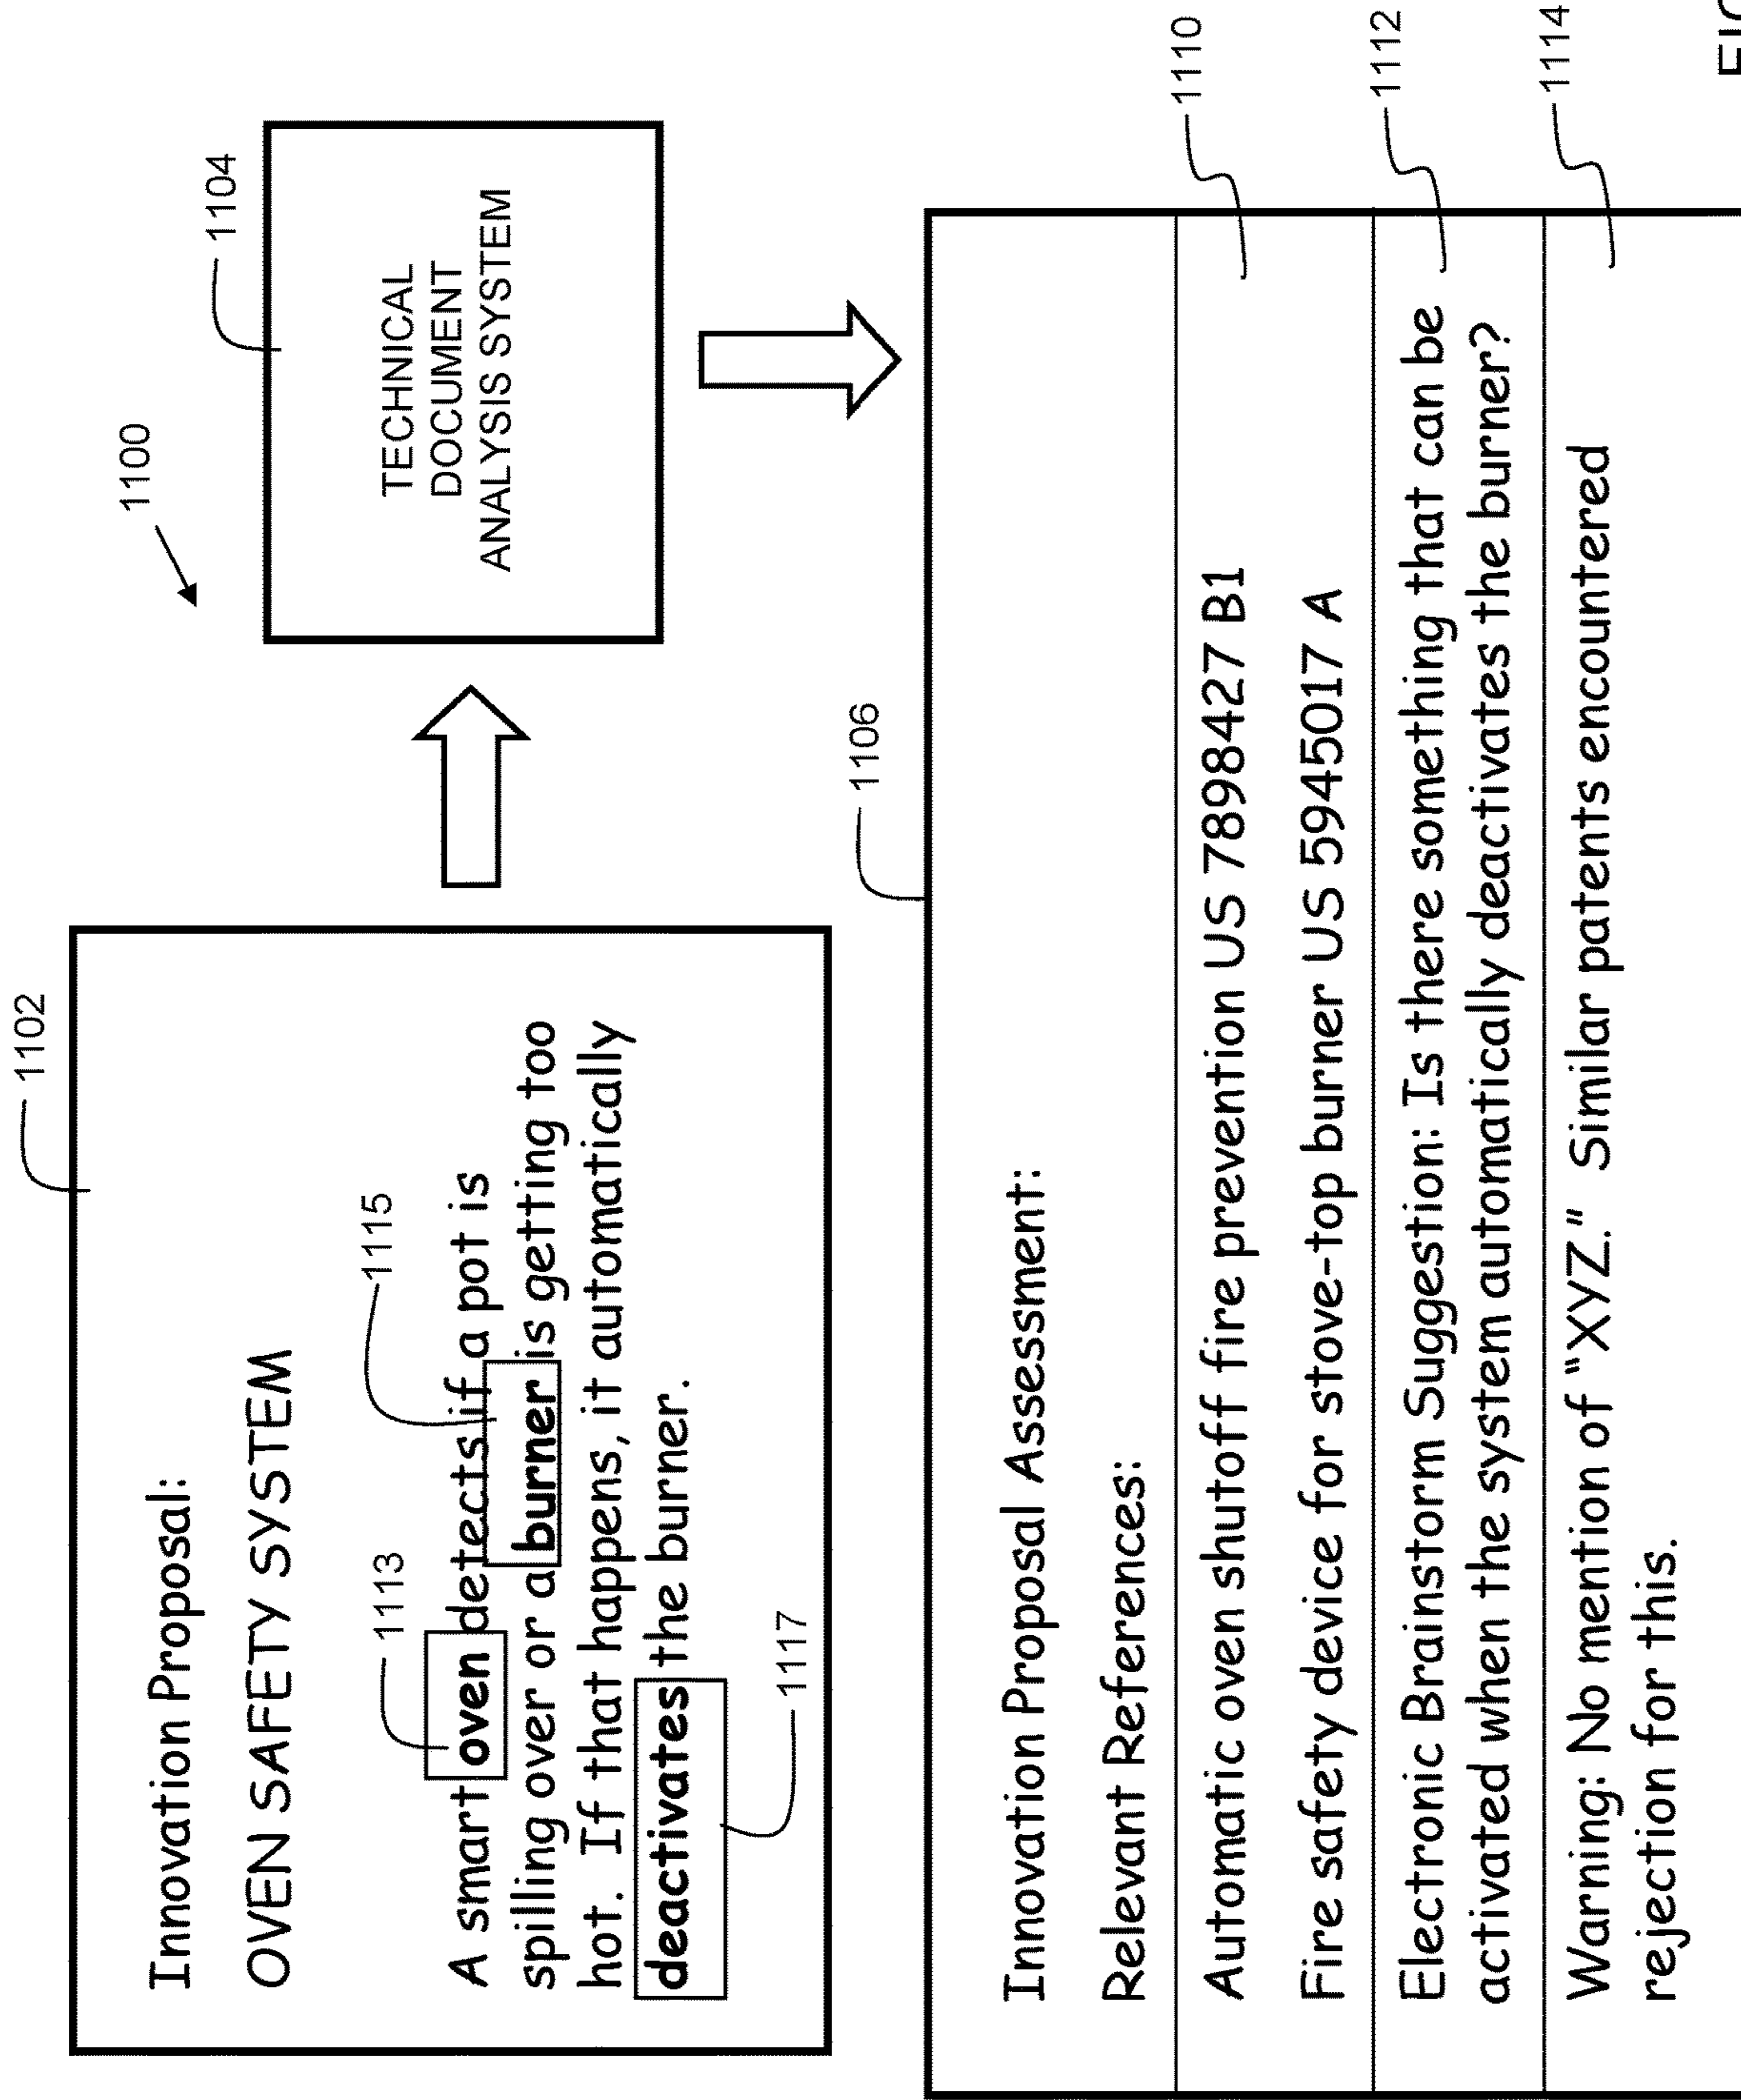 1100
1102
Innovation Proposal:
OVEN SAFETY SYSTEM
1113
1115
A smart oven detects if a pot is
spilling over or a burner is getting too
hot. If that happens, it automatically
deactivates the burner.
1117
1104
TECHNICAL
DOCUMENT
ANALYSIS SYSTEM
1106
Innovation Proposal Assessment:
Relevant References:
Automatic oven shutoff fire prevention US 7898427 B1
1110
Fire safety device for stove-top burner US 5945017 A
Electronic Brainstorm Suggestion: Is there something that can be
activated when the system automatically deactivates the burner?
1112
Warning: No mention of "XYZ." Similar patents encountered
rejection for this.
1114